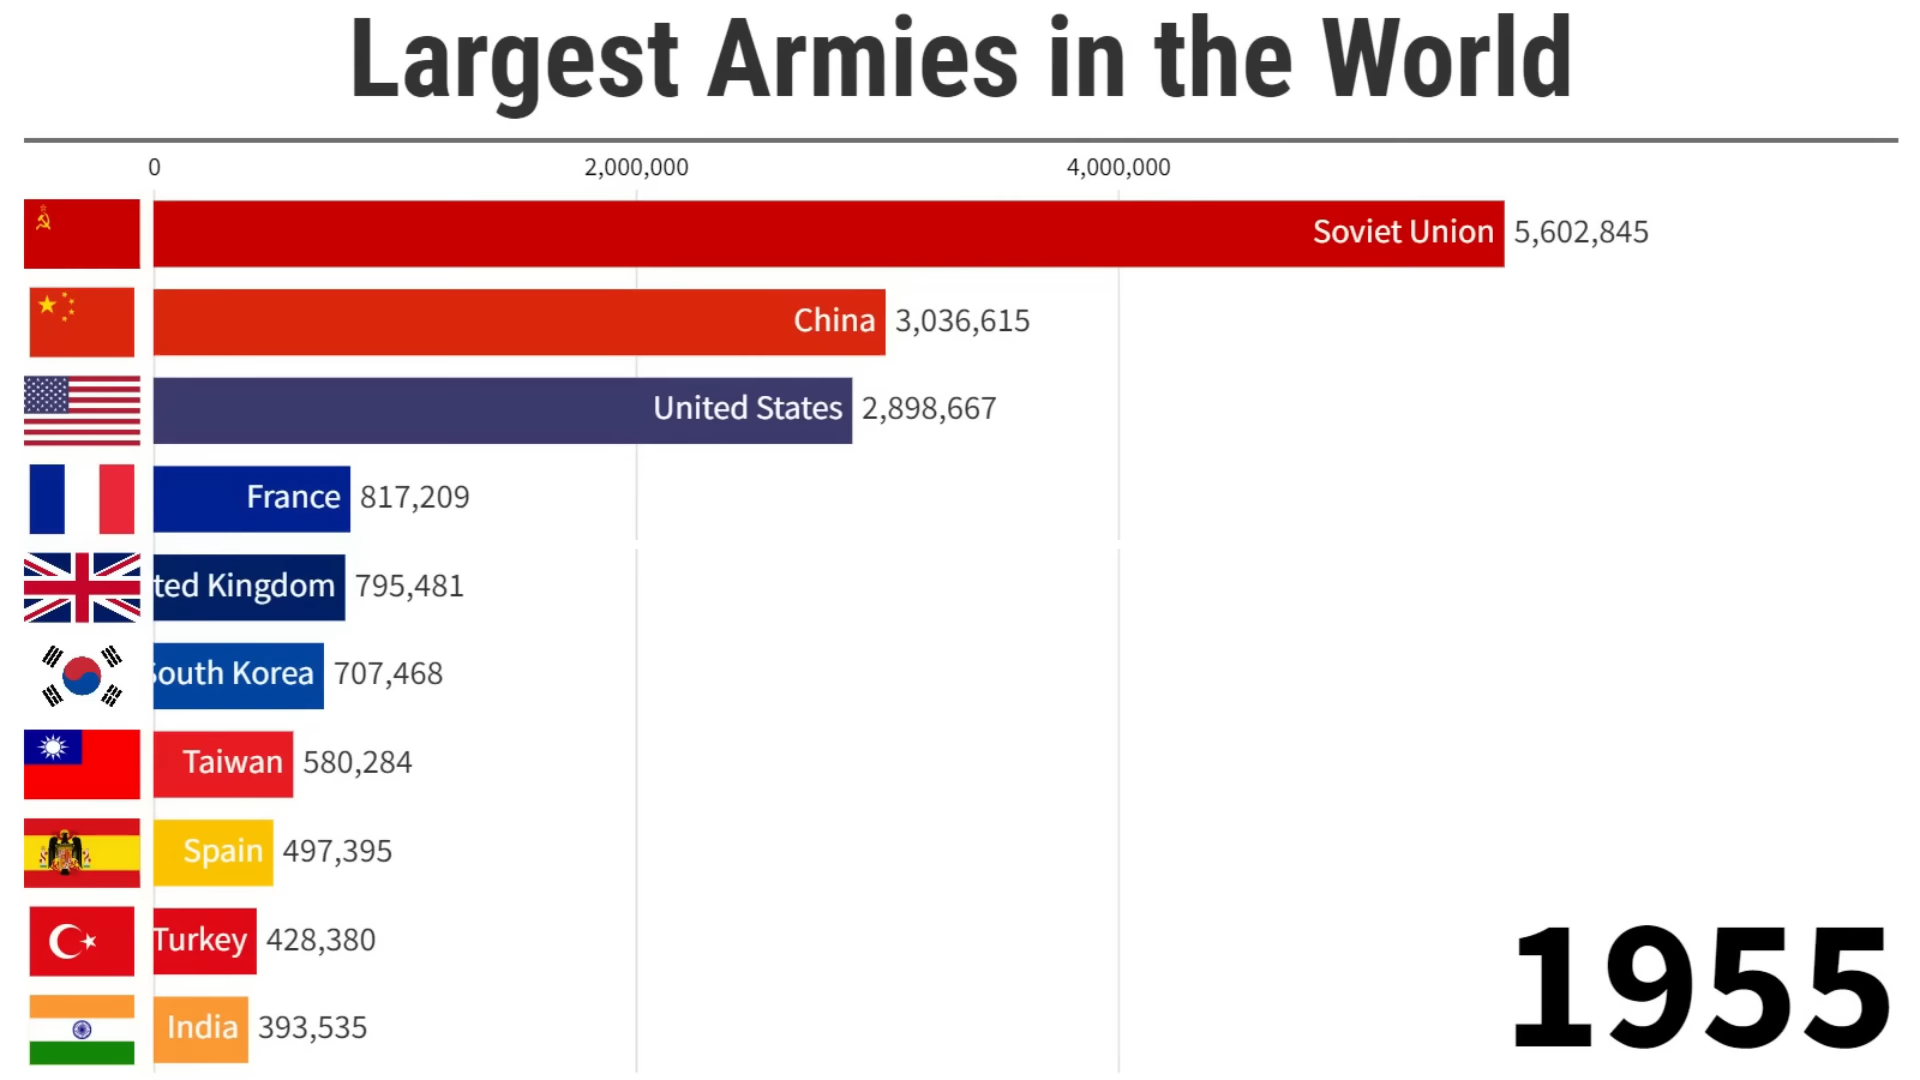 Largest Armies in the World
0 2,000,000 4,000,000
Soviet Union 5,602,845
China 3,036,615
United States 2,898,667
France 817,209
ted Kingdom 795,481
South Korea 707,468
Taiwan 580,284
Spain 497,395
Turkey 428,380
India 393,535
1955